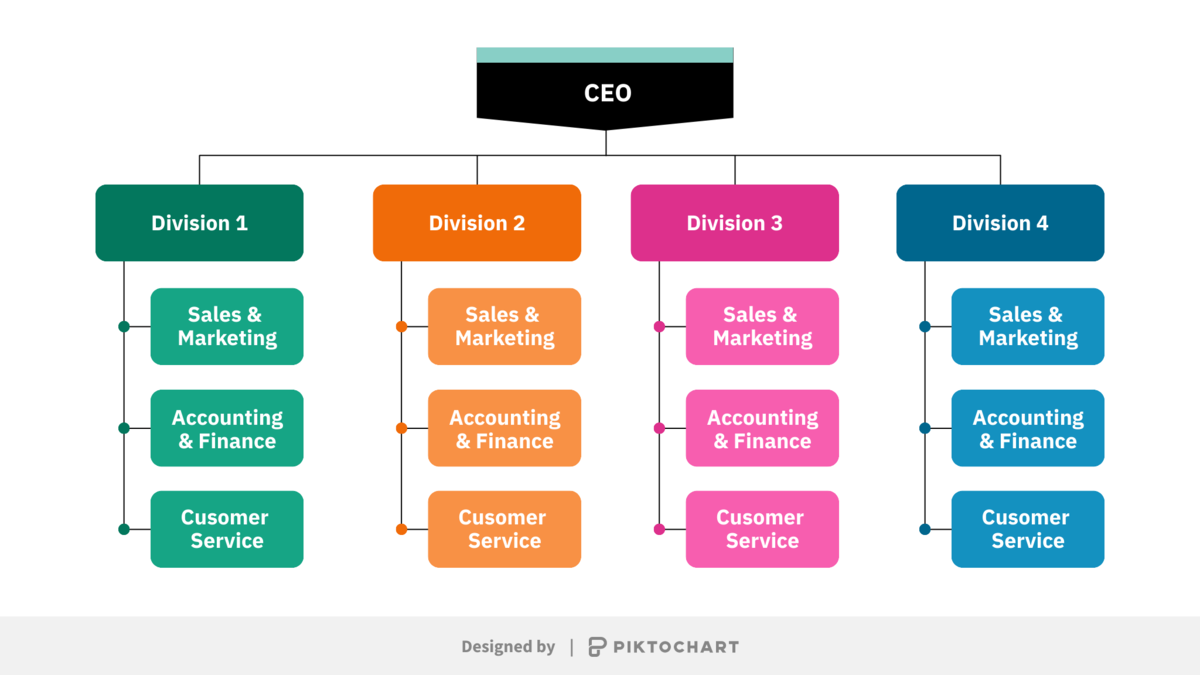 CEO
Division 1
Division 2
Division 3
Division 4
Sales &
Marketing
Sales &
Marketing
Sales &
Marketing
Sales &
Marketing
Accounting
& Finance
Accounting
& Finance
Accounting
& Finance
Accounting
& Finance
Cusomer
Service
Cusomer
Service
Cusomer
Service
Cusomer
Service
Designed by | PIKTOCHART